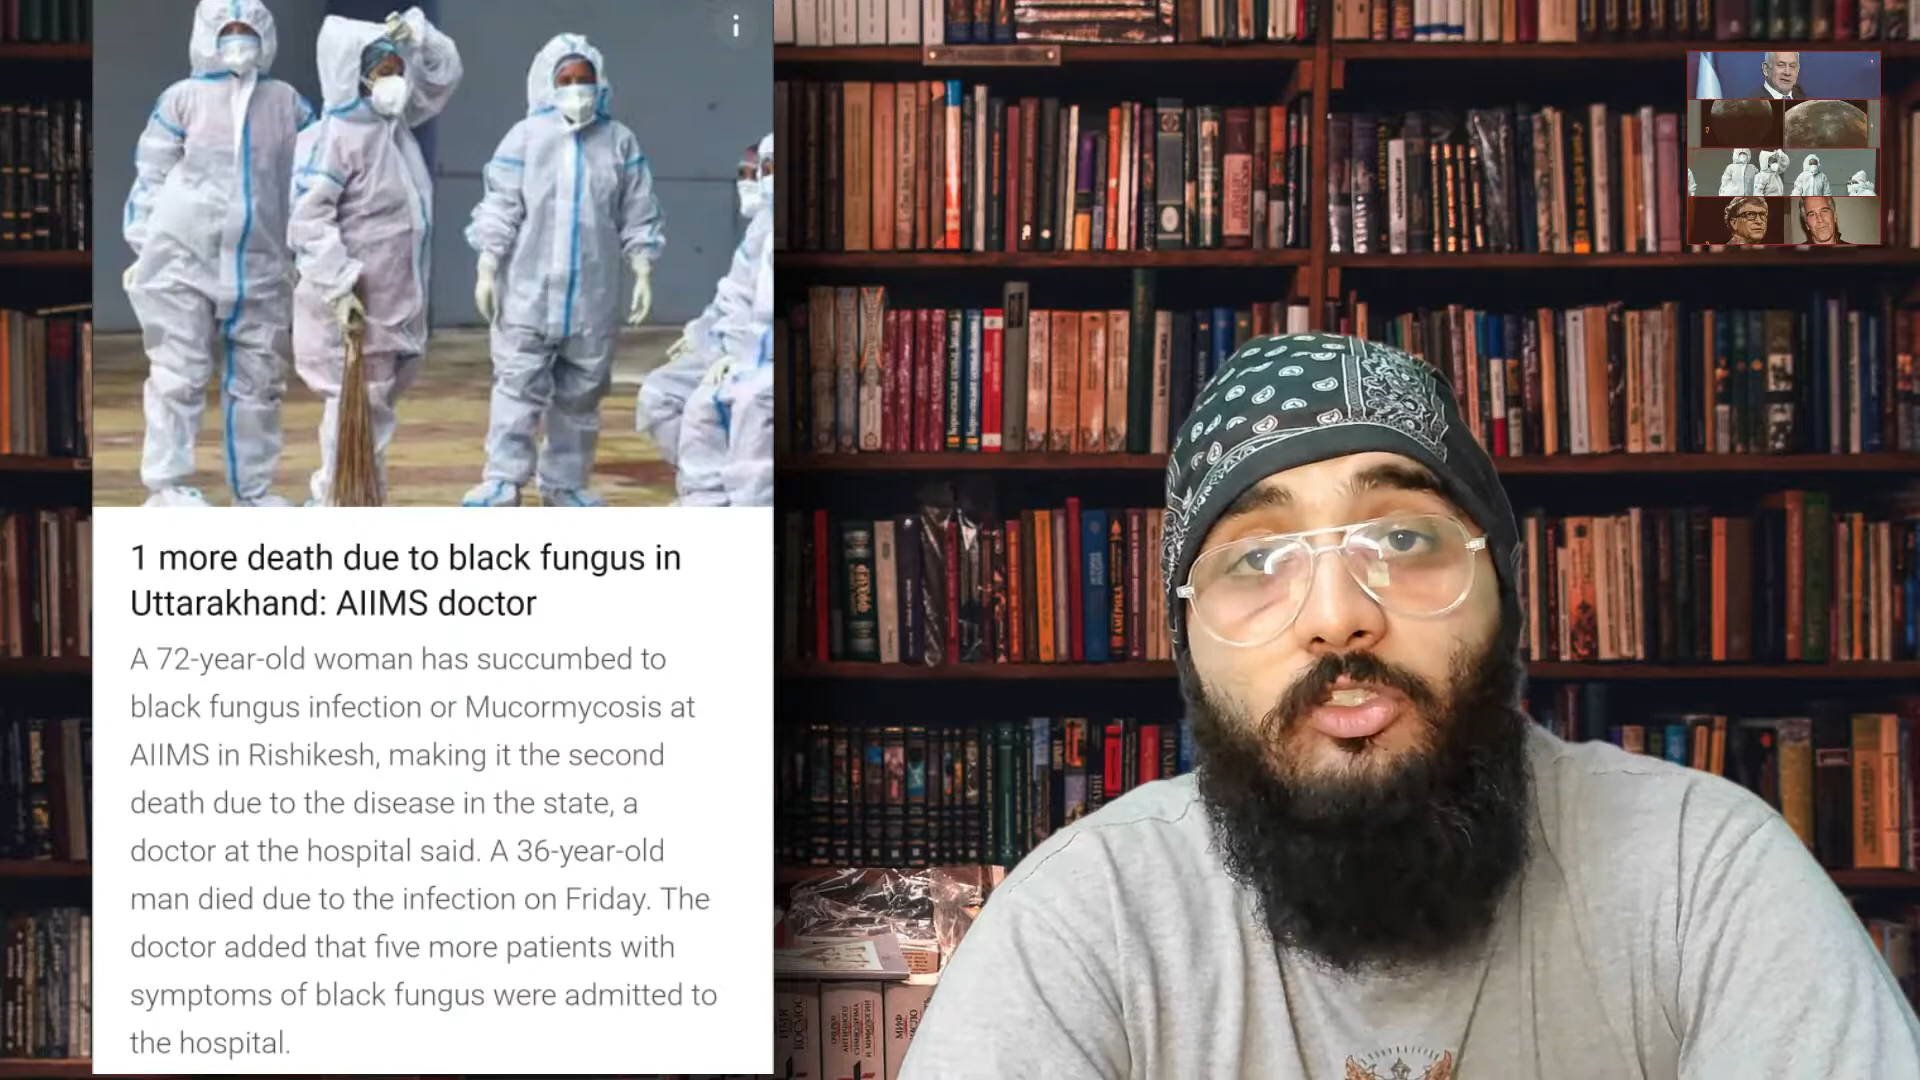 1 more death due to black fungus in
Uttarakhand: AIIMS doctor
A 72-year-old woman has succumbed to
black fungus infection or Mucormycosis at
AIIMS in Rishikesh, making it the second
death due to the disease in the state, a
doctor at the hospital said. A 36-year-old
man died due to the infection on Friday. The
doctor added that five more patients with
symptoms of black fungus were admitted to
the hospital.